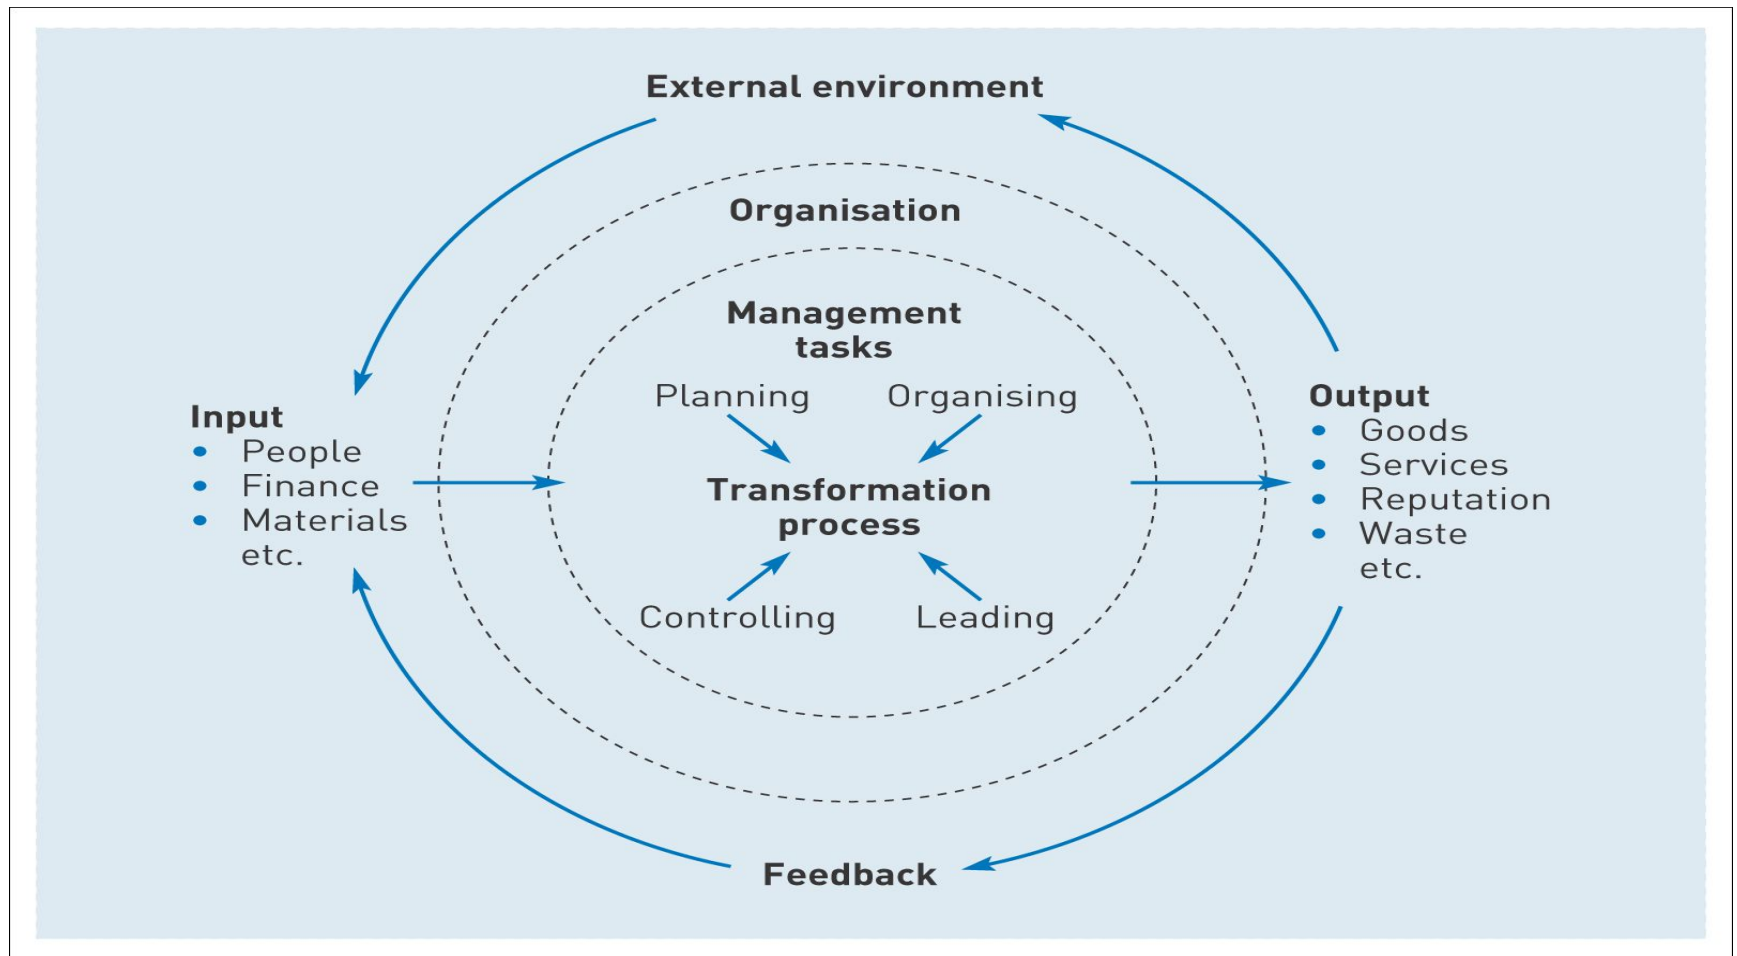 External environment
Organisation
Management
tasks
Planning
Organising
Input
• People
• Finance
• Materials
etc.
Transformation
process
Controlling
Leading
Output
• Goods
• Services
• Reputation
• Waste
etc.
Feedback